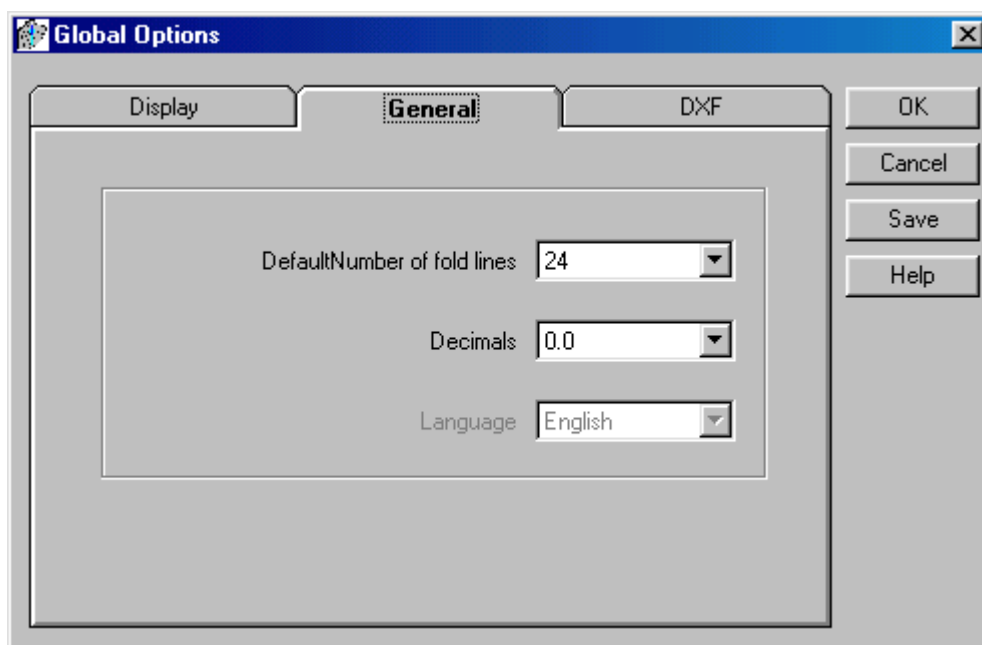 Global Options
Display General DXF
OK
Cancel
Save
Help
DefaultNumber of fold lines 24
Decimals 0.0
Language English